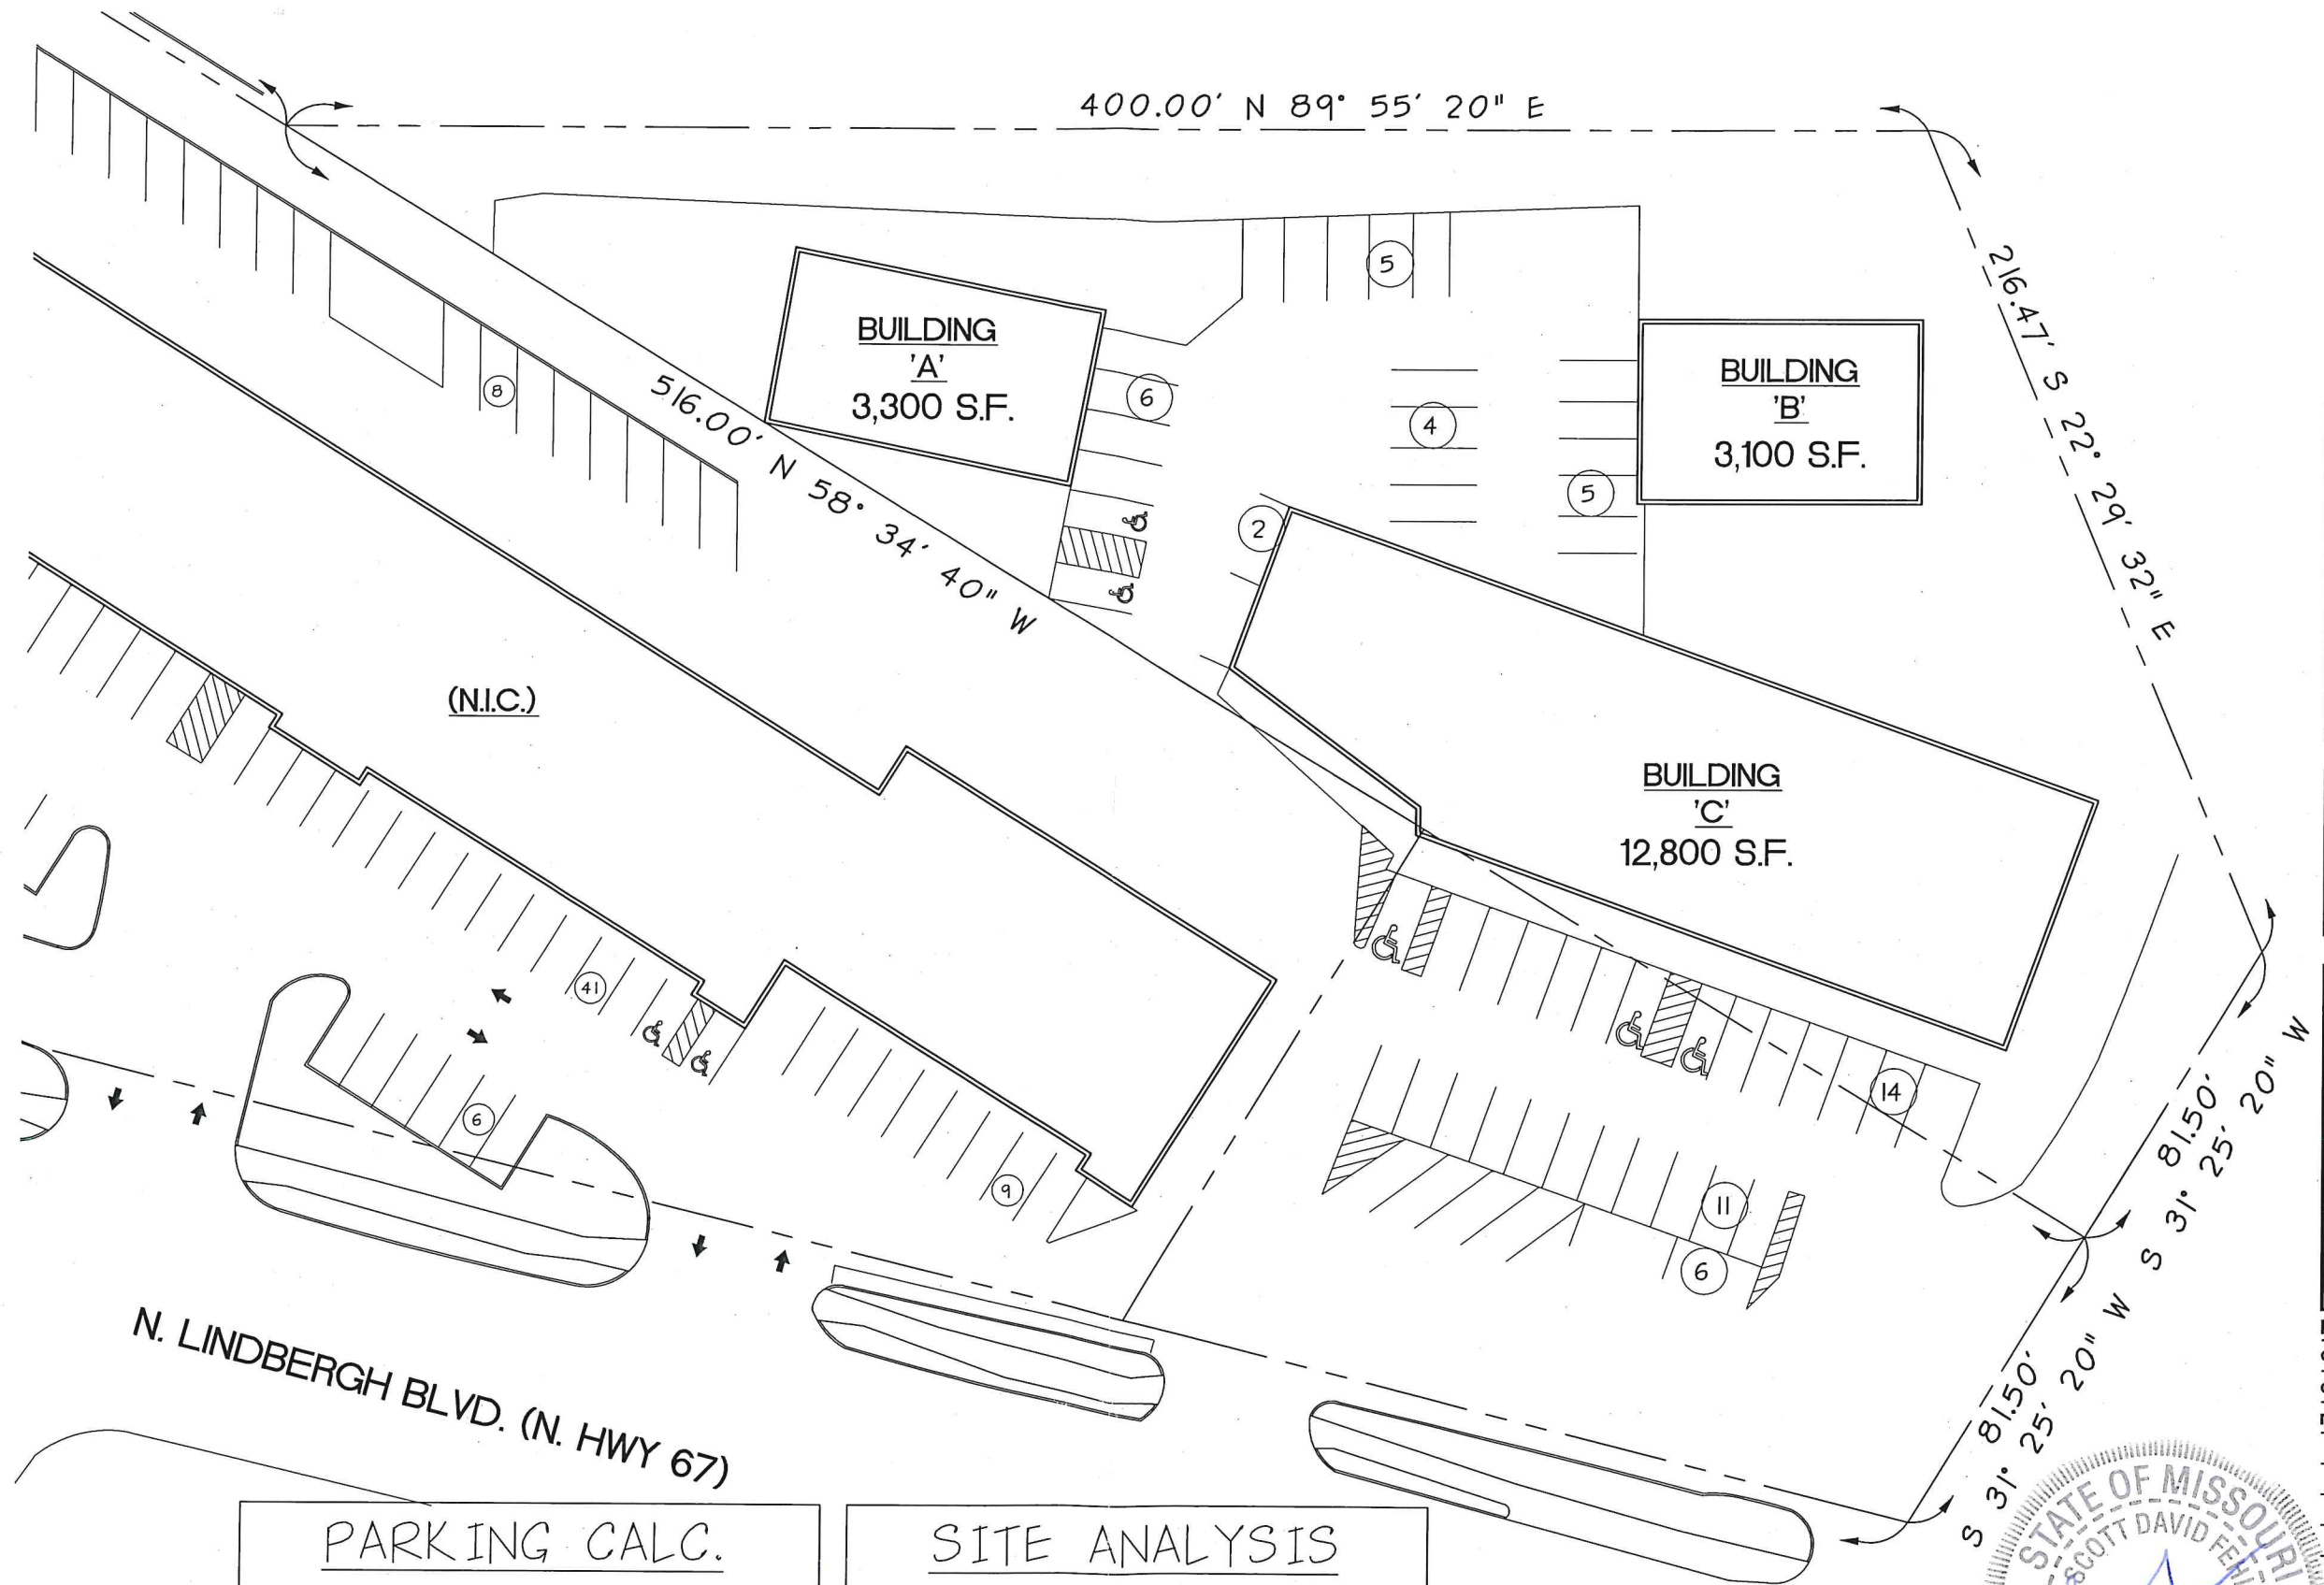 400.00' N 89° 55' 20" E
216.47' S 22° 29' 32" E
5
BUILDING
'A'
3,300 S.F.
BUILDING
'B'
3,100 S.F.
8
6
4
5
2
516.00' N 58° 34' 40" W
(N.I.C.)
BUILDING
'C'
12,800 S.F.
41
6
9
14
11
6
81.50'
S 31° 25' 20" W
81.50'
S 31° 25' 20" W
N. LINDBERGH BLVD. (N. HWY 67)
PARKING CALC.
SITE ANALYSIS
STATE OF MISSOURI
SCOTT DAVID